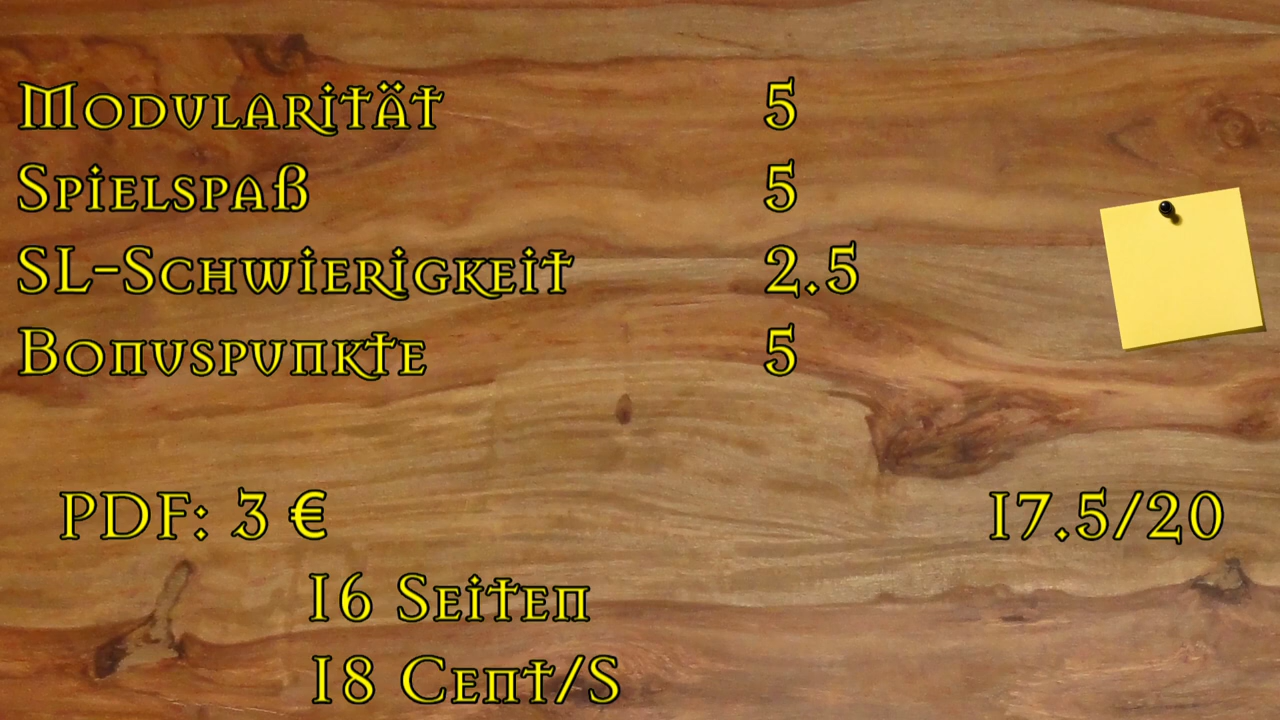 Modularität 5
Spielspaß 5
SL-Schwierigkeit 2.5
Bonuspunkte 5
PDF: 3 € 17.5/20
16 Seiten
18 Cent/S